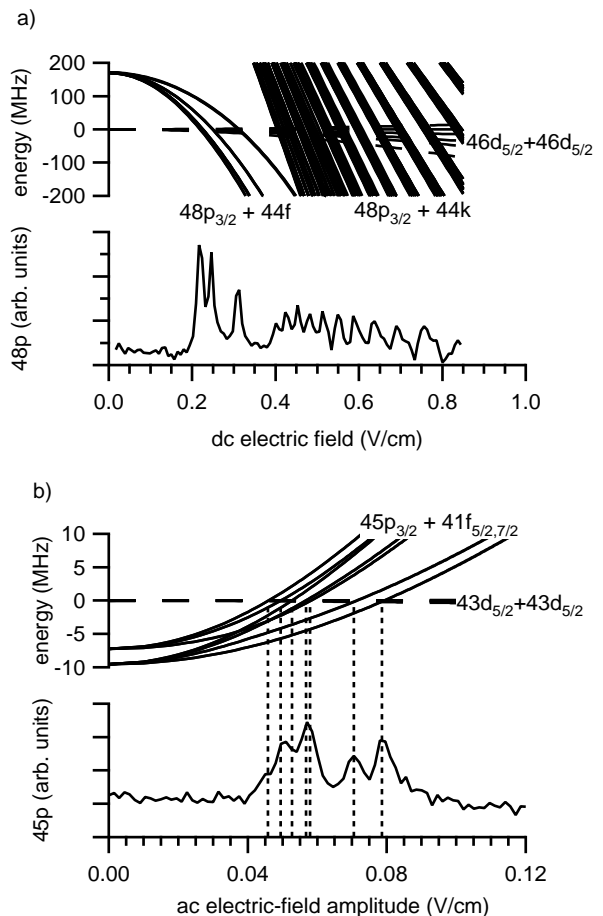 a)
200
100
0
-100
-200
energy (MHz)
46d5/2+46d5/2
48p3/2 + 44f
48p3/2 + 44k
48p (arb. units)
0.0 0.2 0.4 0.6 0.8 1.0
dc electric field (V/cm)
b)
10
5
0
-5
-10
energy (MHz)
45p3/2 + 41f5/2,7/2
43d5/2+43d5/2
45p (arb. units)
0.00 0.04 0.08 0.12
ac electric-field amplitude (V/cm)